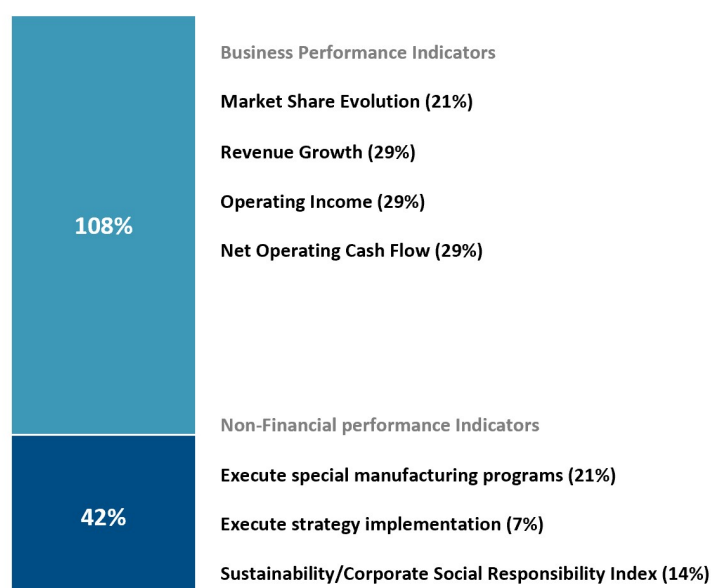 Business Performance Indicators
Market Share Evolution (21%)
Revenue Growth (29%)
Operating Income (29%)
108%
Net Operating Cash Flow (29%)
Non-Financial performance Indicators
Execute special manufacturing programs (21%)
42%
Execute strategy implementation (7%)
Sustainability/Corporate Social Responsibility Index (14%)